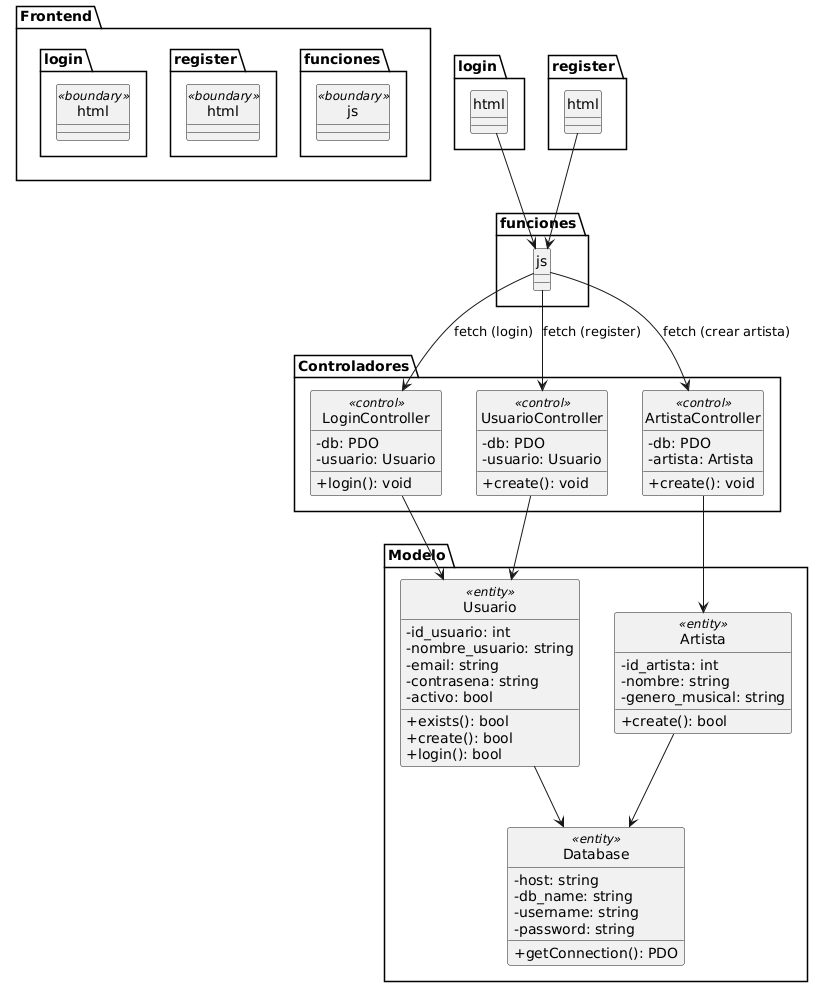 Frontend
login
register
funciones
«boundary»
html
«boundary»
html
«boundary»
js
login
html
register
html
funciones
js
fetch (login)
fetch (register)
fetch (crear artista)
Controladores
«control»
LoginController
-db: PDO
-usuario: Usuario
+login(): void
«control»
UsuarioController
-db: PDO
-usuario: Usuario
+create(): void
«control»
ArtistaController
-db: PDO
-artista: Artista
+create(): void
Modelo
«entity»
Usuario
-id_usuario: int
-nombre_usuario: string
-email: string
-contrasena: string
-activo: bool
+exists(): bool
+create(): bool
+login(): bool
«entity»
Artista
-id_artista: int
-nombre: string
-genero_musical: string
+create(): bool
«entity»
Database
-host: string
-db_name: string
-username: string
-password: string
+getConnection(): PDO